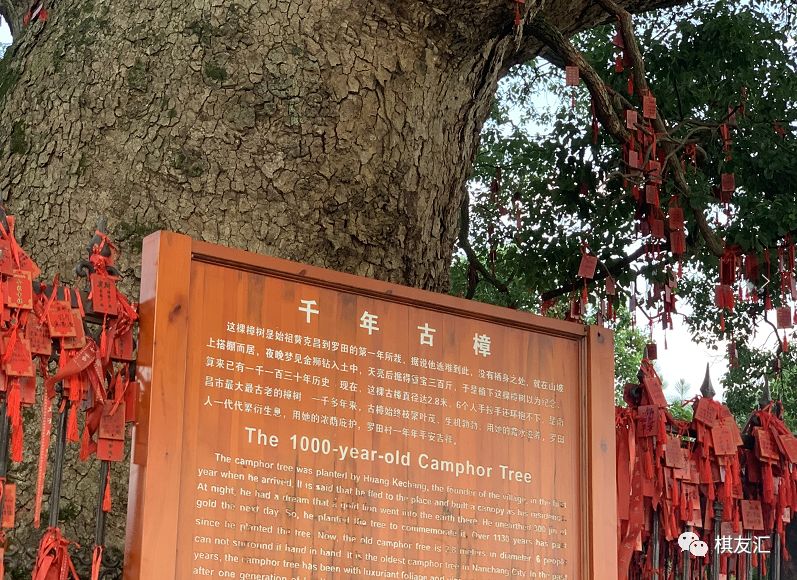 千年古樟
这棵樟树是始祖黄克昌到罗田的第一年所栽，据说他逃难到此，没有栖身之处，就在山坡
上搭棚而居，夜晚梦见金狮钻入土中，天亮后掘得
宝三百斤，于是植下这棵樟树以为纪念，
算来已有一千一百三十年历史 现在，这棵古樟直径达2.8米，6个人手拉手还环抱不下，是南
昌市最大最古老的樟树 一千多年来，古樟始终枝繁叶茂，生机勃勃，用她的
罗田
人一代代繁衍生息，用她的浓荫庇护，罗田村一年年平安吉祥。
The 1000-year-old Camphor Tree
The camphor tree was planted by Huang Kechang, the founder of the village, in the first
year when he arrived. It is said that he fled to the place and built a canopy as his residence.
At night, he had a dream that a gold lion went into the earth there. He unearthed 300 jin of
gold the next day. So, he planted the tree to commemorate it. Over 1130 years has past
since he planted the tree. Now, the old camphor tree is 2.8 meters in diameter. 6 people
can not surround it hand in hand. It is the oldest camphor tree in Nanchang City. In the past
years, the camphor tree has been with luxuriant foliage and
after one generation of
棋友汇